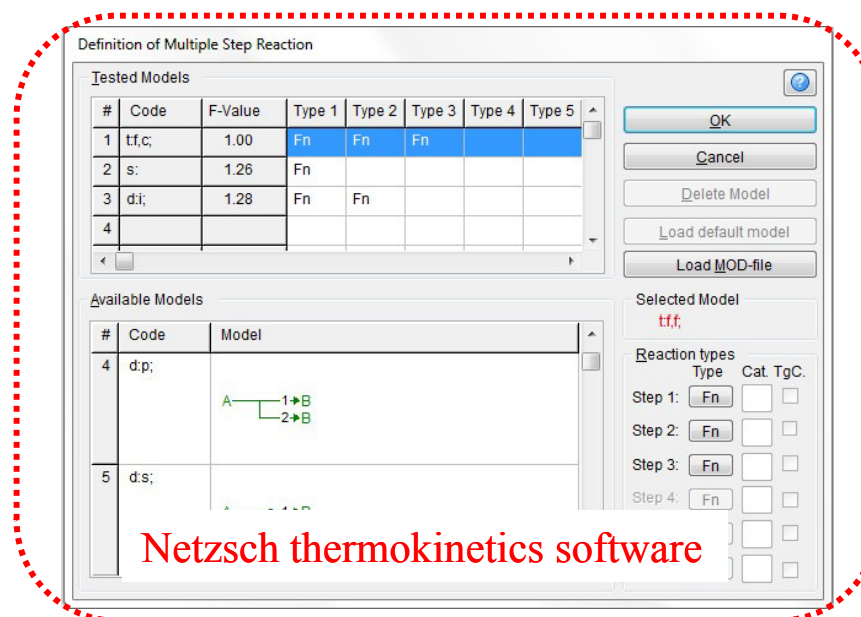 Definition of Multiple Step Reaction
Tested Models
# Code F-Value Type 1 Type 2 Type 3 Type 4 Type 5
1 t:f,c; 1.00 Fn Fn Fn
2 s: 1.26 Fn
3 d:i; 1.28 Fn Fn
4
OK
Cancel
Delete Model
Load default model
Load MOD-file
Available Models
# Code Model
4 d:p;
A 1 B
2 B
5 d:s;
Selected Model
t:f,f;
Reaction types
Type Cat. TgC.
Step 1: Fn
Step 2: Fn
Step 3: Fn
Step 4: Fn
Netzsch thermokinetics software